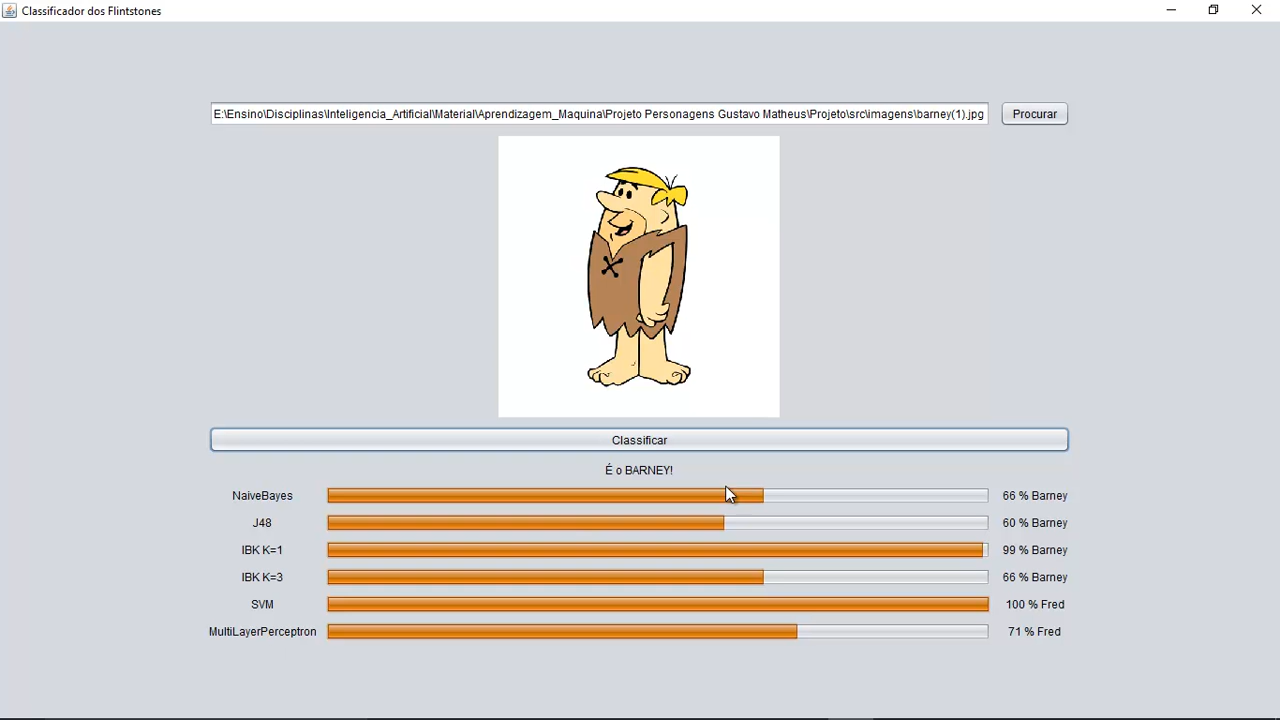 Classificador dos Flintstones
E:\Ensino\Disciplinas\Inteligencia_Artificial\Material\Aprendizagem_Maquina\Projeto Personagens Gustavo Matheus\Projeto\src\imagens\barney(1).jpg
Procurar
Classificar
É o BARNEY!
NaiveBayes 66 % Barney
J48 60 % Barney
IBK K=1 99 % Barney
IBK K=3 66 % Barney
SVM 100 % Fred
MultiLayerPerceptron 71 % Fred